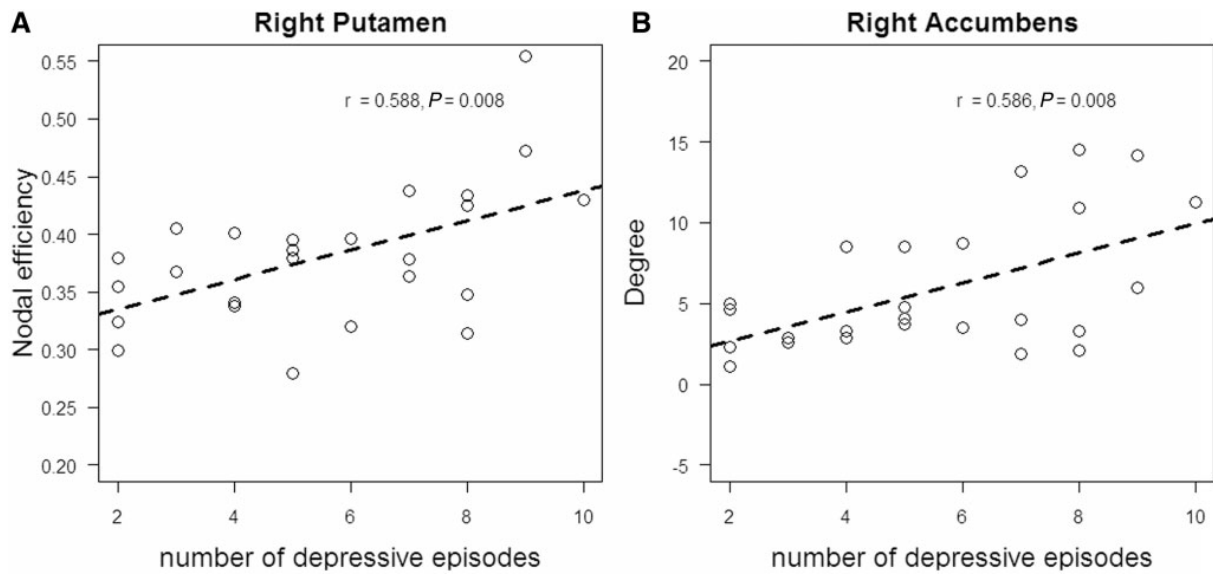 A
Right Putamen
r = 0.588, P = 0.008
Nodal efficiency
0.55
0.50
0.45
0.40
0.35
0.30
0.25
0.20
2 4 6 8 10
number of depressive episodes
B
Right Accumbens
r = 0.586, P = 0.008
Degree
20
15
10
5
0
-5
2 4 6 8 10
number of depressive episodes